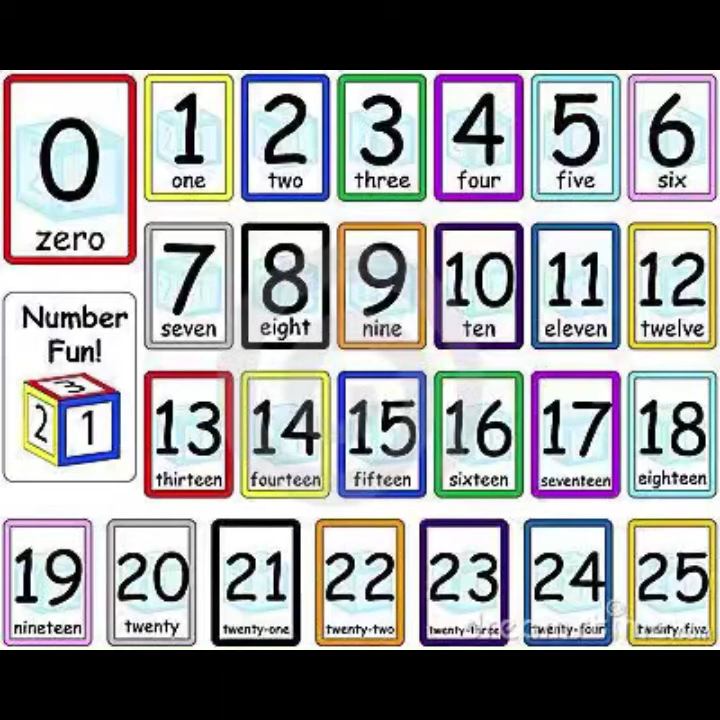 0
zero
1
one
2
two
3
three
4
four
5
five
6
six
Number
Fun!
3
2
1
7
seven
8
eight
9
nine
10
ten
11
eleven
12
twelve
13
thirteen
14
fourteen
15
fifteen
16
sixteen
17
seventeen
18
eighteen
19
nineteen
20
twenty
21
twenty-one
22
twenty-two
23
twenty-three
24
twenty-four
25
twenty-five